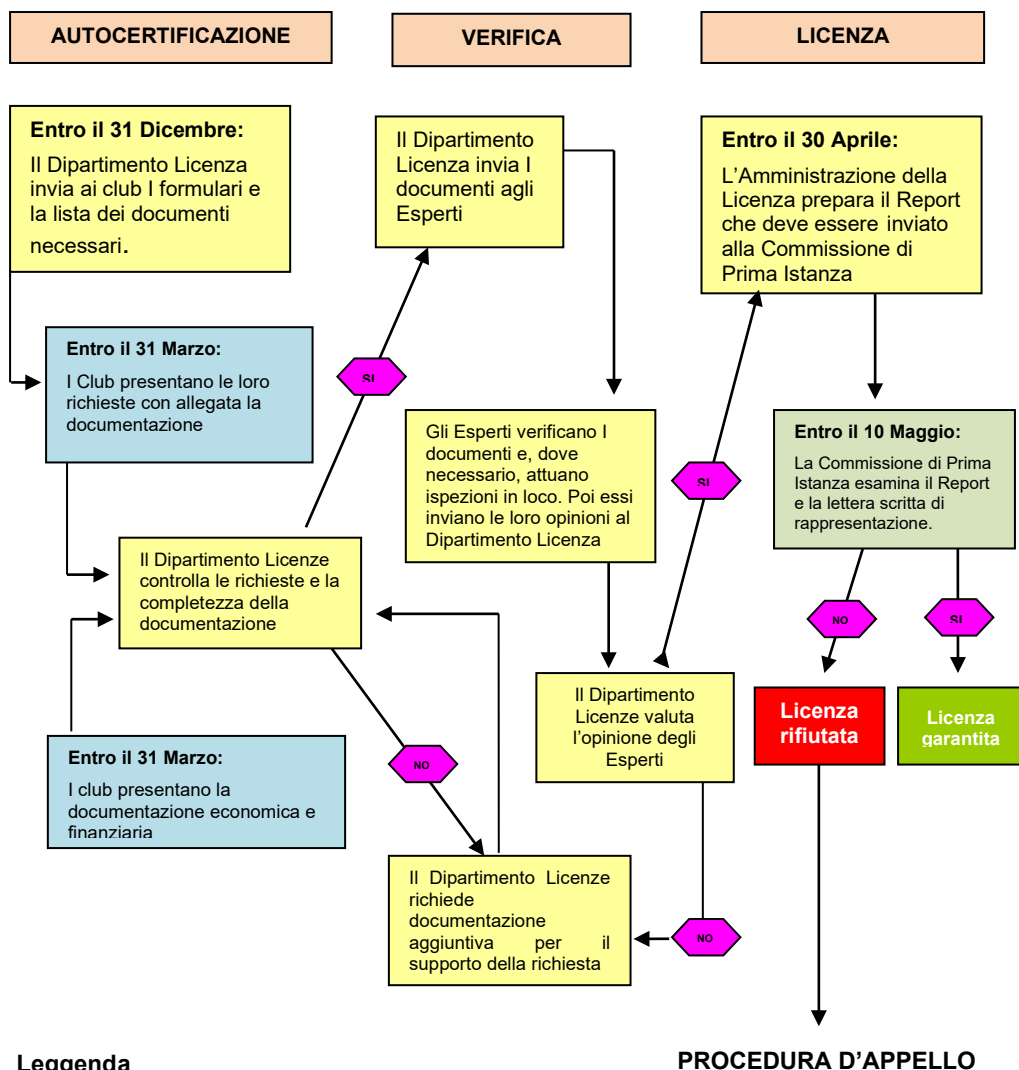 AUTOCERTIFICAZIONE
VERIFICA
LICENZA
Entro il 31 Dicembre:
Il Dipartimento Licenza
invia ai club I formulari e
la lista dei documenti
necessari.
Il Dipartimento
Licenza invia I
documenti agli
Esperti
Entro il 30 Aprile:
L’Amministrazione della
Licenza prepara il Report
che deve essere inviato
alla Commissione di
Prima Istanza
Entro il 31 Marzo:
I Club presentano le loro
richieste con allegata la
documentazione
SI
Gli Esperti verificano I
documenti e, dove
necessario, attuano
ispezioni in loco. Poi essi
inviano le loro opinioni al
Dipartimento Licenza
SI
Entro il 10 Maggio:
La Commissione di Prima
Istanza esamina il Report
e la lettera scritta di
rappresentazione.
Il Dipartimento Licenze
controlla le richieste e la
completezza della
documentazione
NO
SI
Il Dipartimento
Licenze valuta
l’opinione degli
Esperti
Licenza
rifiutata
Licenza
garantita
Entro il 31 Marzo:
I club presentano la
documentazione economica e
finanziaria
NO
Il Dipartimento Licenze
richiede
documentazione
aggiuntiva per il
supporto della richiesta
NO
Leggenda
PROCEDURA D’APPELLO